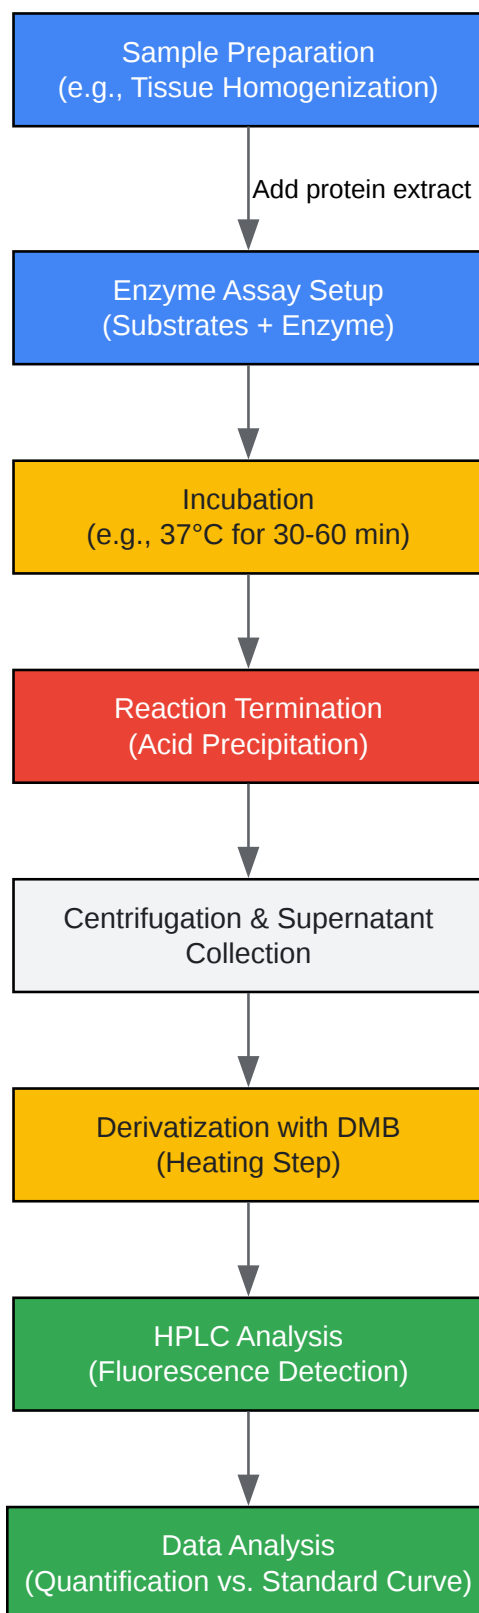 Sample Preparation
(e.g., Tissue Homogenization)
Add protein extract
Enzyme Assay Setup
(Substrates + Enzyme)
Incubation
(e.g., 37°C for 30-60 min)
Reaction Termination
(Acid Precipitation)
Centrifugation & Supernatant
Collection
Derivatization with DMB
(Heating Step)
HPLC Analysis
(Fluorescence Detection)
Data Analysis
(Quantification vs. Standard Curve)